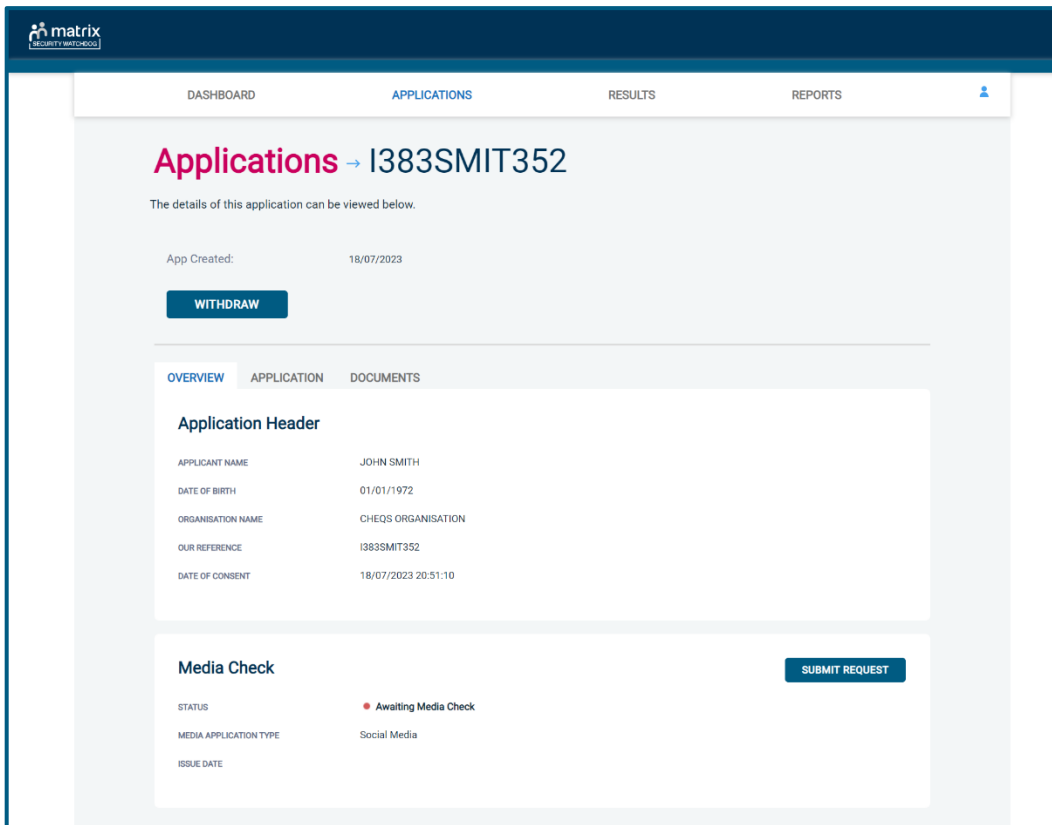 matrix
SECURITY WATCHDOG
DASHBOARD APPLICATIONS RESULTS REPORTS
Applications → I383SMIT352
The details of this application can be viewed below.
App Created: 18/07/2023
WITHDRAW
OVERVIEW APPLICATION DOCUMENTS
Application Header
APPLICANT NAME JOHN SMITH
DATE OF BIRTH 01/01/1972
ORGANISATION NAME CHEQS ORGANISATION
OUR REFERENCE I383SMIT352
DATE OF CONSENT 18/07/2023 20:51:10
Media Check SUBMIT REQUEST
STATUS Awaiting Media Check
MEDIA APPLICATION TYPE Social Media
ISSUE DATE